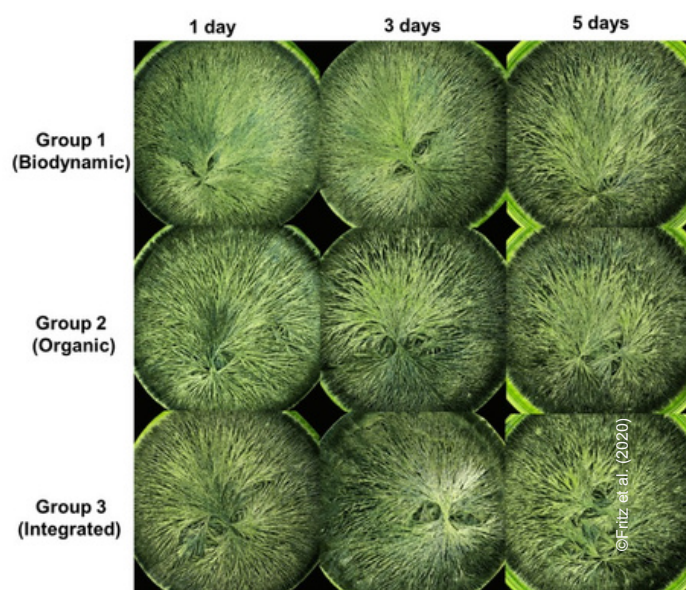 1 day
3 days
5 days
Group 1
(Biodynamic)
Group 2
(Organic)
Group 3
(Integrated)
©Fritz et al. (2020)